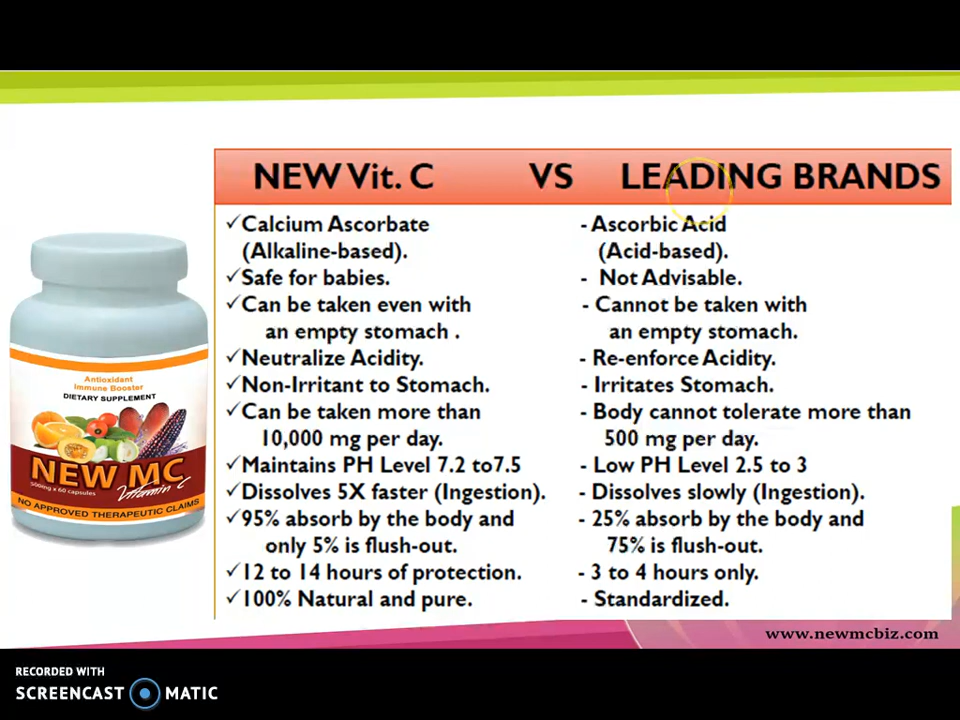 NEW Vit. C VS LEADING BRANDS
✓Calcium Ascorbate - Ascorbic Acid
(Alkaline-based). (Acid-based).
✓Safe for babies. - Not Advisable.
✓Can be taken even with - Cannot be taken with
an empty stomach . an empty stomach.
✓Neutralize Acidity. - Re-enforce Acidity.
✓Non-Irritant to Stomach. - Irritates Stomach.
✓Can be taken more than - Body cannot tolerate more than
10,000 mg per day. 500 mg per day.
✓Maintains PH Level 7.2 to7.5 - Low PH Level 2.5 to 3
✓Dissolves 5X faster (Ingestion). - Dissolves slowly (Ingestion).
✓95% absorb by the body and - 25% absorb by the body and
only 5% is flush-out. 75% is flush-out.
✓12 to 14 hours of protection. - 3 to 4 hours only.
✓100% Natural and pure. - Standardized.
Antioxidant
Immune Booster
DIETARY SUPPLEMENT
NEW MC
Vitamin C
500mg x 60 capsules
NO APPROVED THERAPEUTIC CLAIMS
www.newmcbiz.com
RECORDED WITH
SCREENCAST MATIC